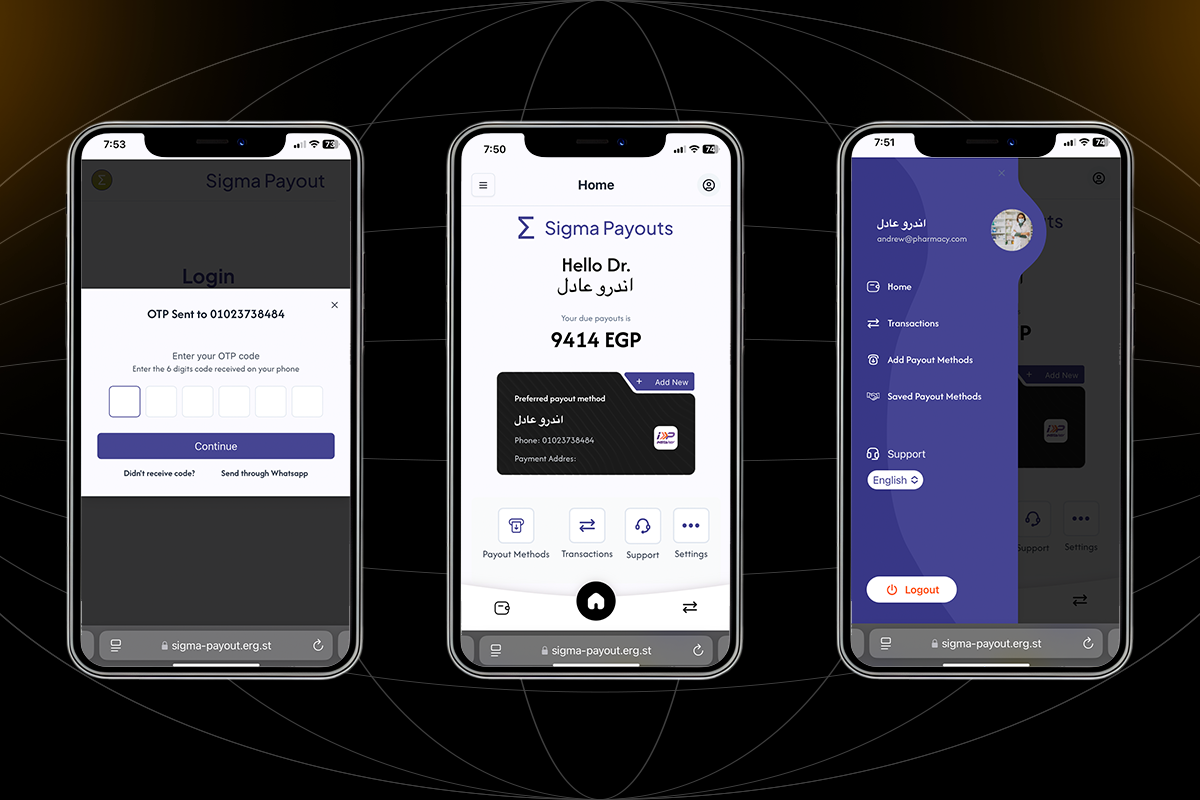 7:53
73
Σ
Sigma Payout
Login
OTP Sent to 01023738484
Enter your OTP code
Enter the 6 digits code received on your phone
Continue
Didn't receive code? Send through Whatsapp
sigma-payout.erg.st
7:50
74
Home
Σ Sigma Payouts
Hello Dr.
اندرو عادل
Your due payouts is
9414 EGP
+ Add New
Preferred payout method
اندرو عادل
Phone: 01023738484
Payment Addres:
Payout Methods
Transactions
Support
Settings
sigma-payout.erg.st
7:51
74
اندرو عادل
andrew@pharmacy.com
Home
Transactions
Add Payout Methods
Saved Payout Methods
Support
English
Logout
ts
P
+ Add New
Support
Settings
sigma-payout.erg.st